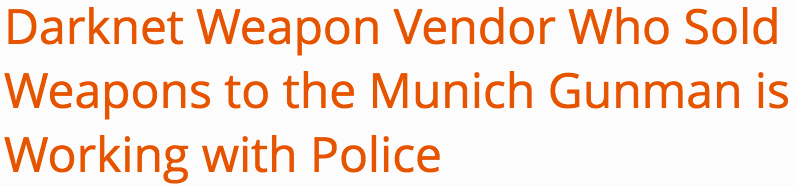 Darknet Weapon Vendor Who Sold
Weapons to the Munich Gunman is
Working with Police